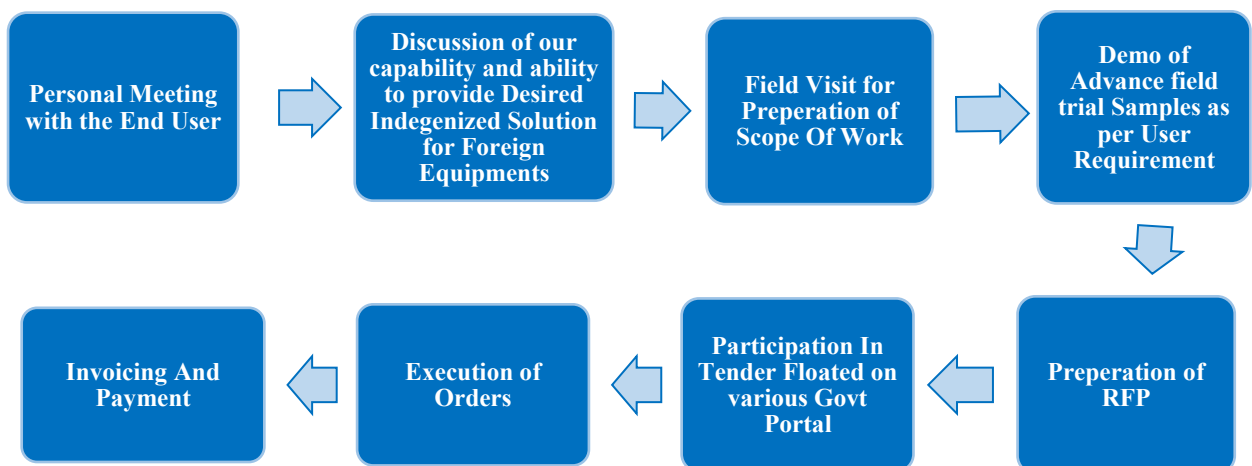 Personal Meeting
with the End User
Discussion of our
capability and ability
to provide Desired
Indegenized Solution
for Foreign
Equipments
Field Visit for
Preperation of
Scope Of Work
Demo of
Advance field
trial Samples as
per User
Requirement
Preperation of
RFP
Participation In
Tender Floated on
various Govt
Portal
Execution of
Orders
Invoicing And
Payment